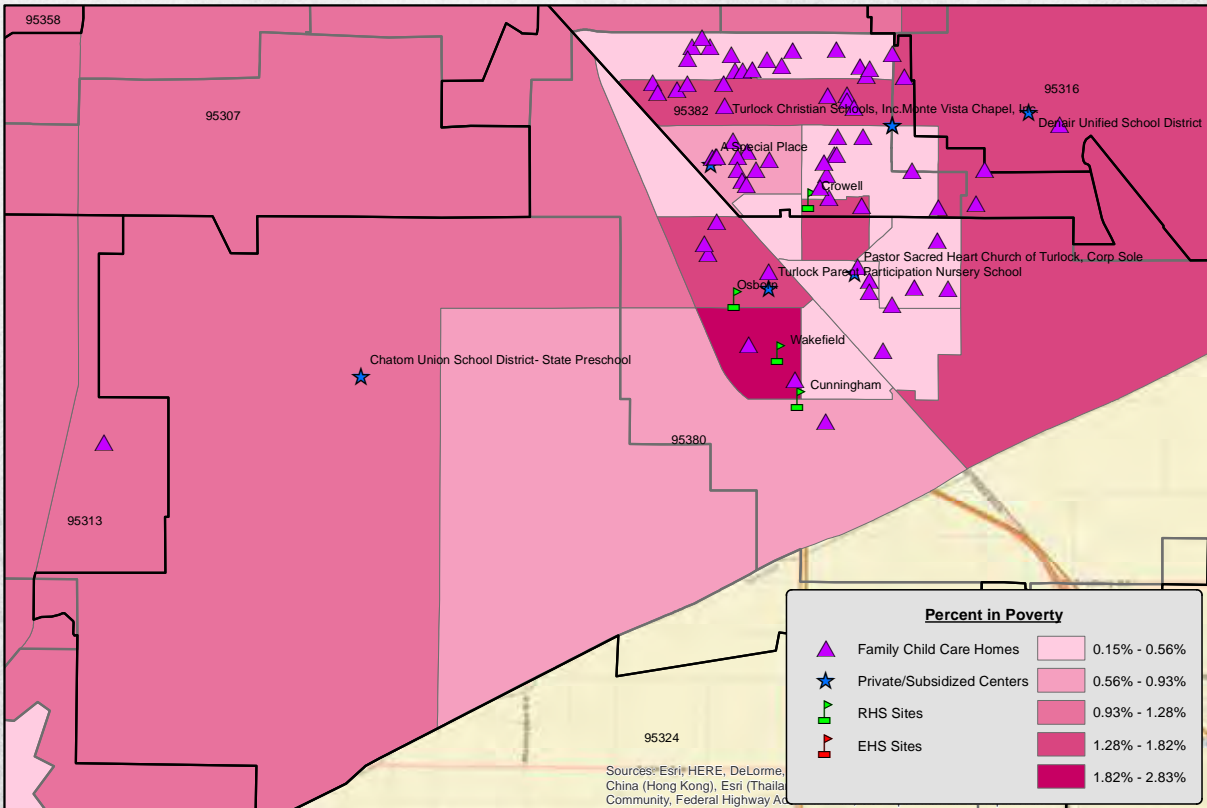 95358
95307
95316
95382
Turlock Christian Schools, Inc. Monte Vista Chapel, Inc.
Denair Unified School District
A Special Place
Crowell
Pastor Sacred Heart Church of Turlock, Corp Sole
Turlock Parent Participation Nursery School
Osborn
Wakefield
Chatom Union School District- State Preschool
Cunningham
95380
95313
95324
Percent in Poverty
Family Child Care Homes
Private/Subsidized Centers
RHS Sites
EHS Sites
0.15% - 0.56%
0.56% - 0.93%
0.93% - 1.28%
1.28% - 1.82%
1.82% - 2.83%
Sources: Esri, HERE, DeLorme,
China (Hong Kong), Esri
Community, Federal Highway